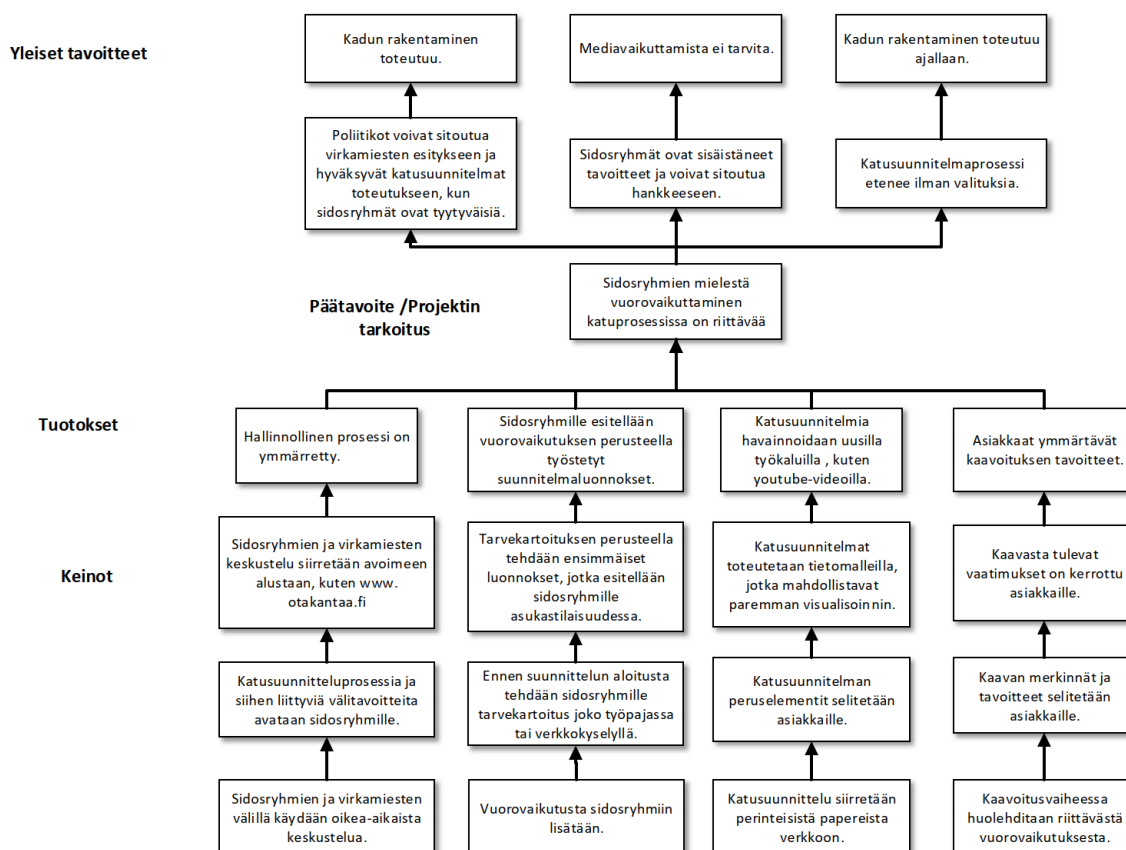 Yleiset tavoitteet
Kadun rakentaminen
toteutuu.
Mediavaikuttamista ei tarvita.
Kadun rakentaminen toteutuu
ajallaan.
Poliitikot voivat sitoutua
virkamiesten esitykseen ja
hyväksyvät katusuunnitelmat
toteutukseen, kun
sidosryhmät ovat tyytyväisiä.
Sidosryhmät ovat sisäistäneet
tavoitteet ja voivat sitoutua
hankkeeseen.
Katusuunnitelmaprosessi
etenee ilman valituksia.
Päätavoite /Projektin
tarkoitus
Sidosryhmien mielestä
vuorovaikuttaminen
katuprosessissa on riittävää
Tuotokset
Hallinnollinen prosessi on
ymmärretty.
Sidosryhmille esitellään
vuorovaikutuksen perusteella
työstetyt
suunnitelmaluonnokset.
Katusuunnitelmia
havainnoidaan uusilla
työkaluilla , kuten
youtube-videoilla.
Asiakkaat ymmärtävät
kaavoituksen tavoitteet.
Keinot
Sidosryhmien ja virkamiesten
keskustelu siirretään avoimeen
alustaan, kuten www.
otakantaa.fi
Tarvekartoituksen perusteella
tehdään ensimmäiset
luonnokset, jotka esitellään
sidosryhmille
asukastilaisuudessa.
Katusuunnitelmat
toteutetaan tietomalleilla,
jotka mahdollistavat
paremman visualisoinnin.
Kaavasta tulevat
vaatimukset on kerrottu
asiakkaille.
Katusuunnitteluprosessia ja
siihen liittyviä välitavoitteita
avataan sidosryhmille.
Ennen suunnittelun aloitusta
tehdään sidosryhmille
tarvekartoitus joko työpajassa
tai verkkokyselyllä.
Katusuunnitelman
peruselementit selitetään
asiakkaille.
Kaavan merkinnät ja
tavoitteet selitetään
asiakkaille.
Sidosryhmien ja virkamiesten
välillä käydään oikea-aikaista
keskustelua.
Vuorovaikutusta sidosryhmiin
lisätään.
Katusuunnittelu siirretään
perinteisistä papereista
verkkoon.
Kaavoitusvaiheessa
huolehditaan riittävästä
vuorovaikutuksesta.